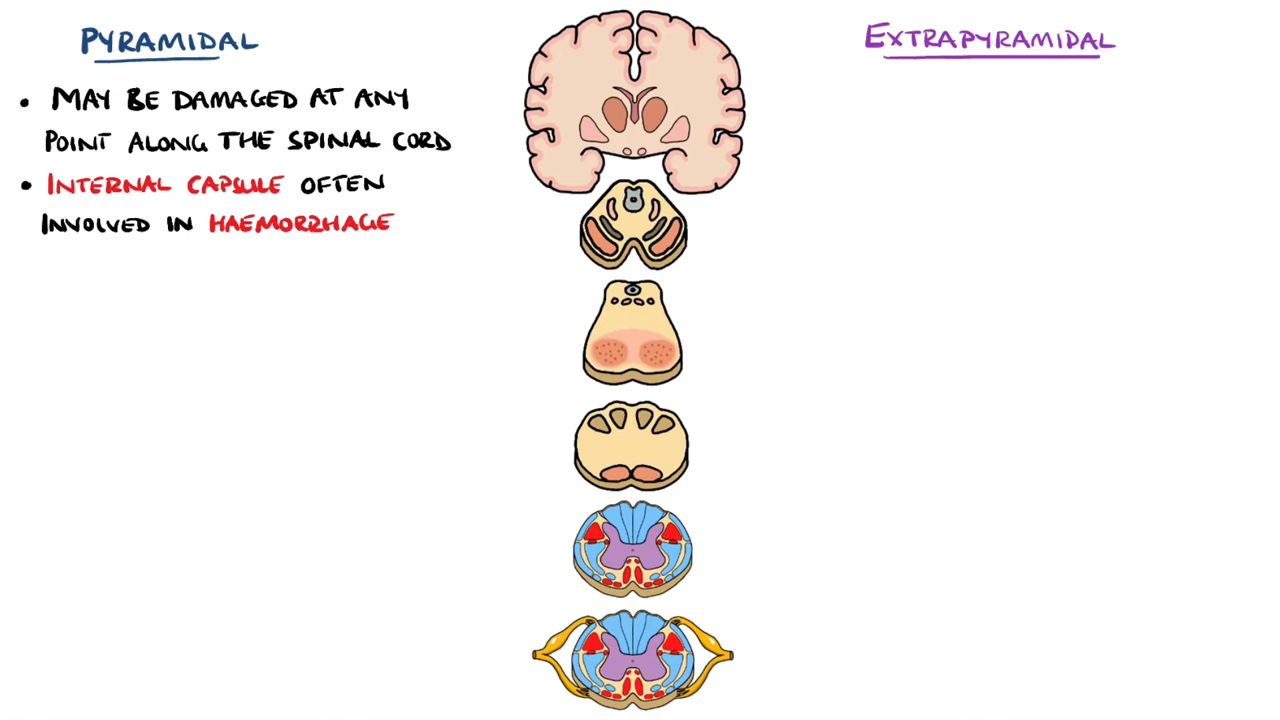 PYRAMIDAL
• MAY BE DAMAGED AT ANY
POINT ALONG THE SPINAL CORD
• INTERNAL CAPSULE OFTEN
INVOLVED IN HAEMORRHAGE
EXTRAPYRAMIDAL